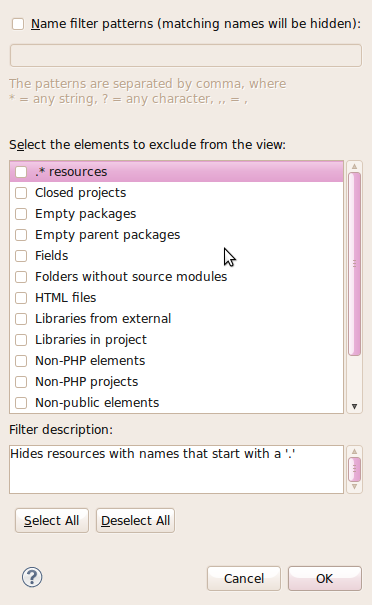 Name filter patterns (matching names will be hidden):
The patterns are separated by comma, where
* = any string, ? = any character, ,, = ,
Select the elements to exclude from the view:
.* resources
Closed projects
Empty packages
Empty parent packages
Fields
Folders without source modules
HTML files
Libraries from external
Libraries in project
Non-PHP elements
Non-PHP projects
Non-public elements
Filter description:
Hides resources with names that start with a '.'
Select All
Deselect All
?
Cancel
OK